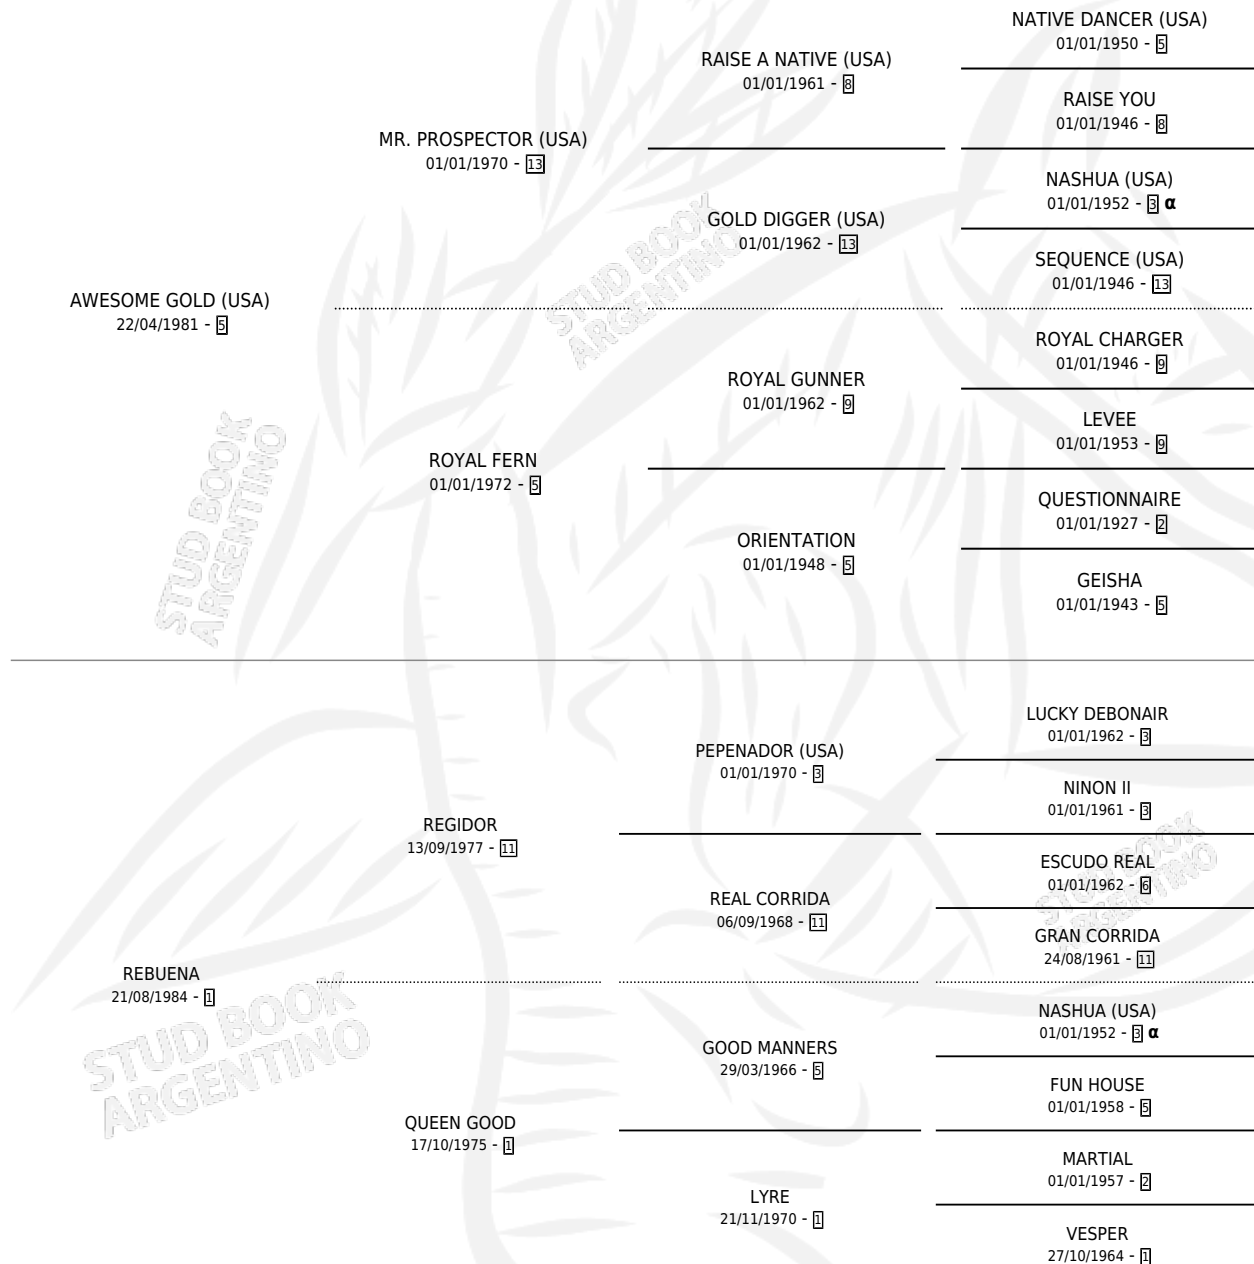 NATIVE DANCER (USA)
01/01/1950 - 5
RAISE A NATIVE (USA)
01/01/1961 - 8
RAISE YOU
01/01/1946 - 8
MR. PROSPECTOR (USA)
01/01/1970 - 13
NASHUA (USA)
01/01/1952 - 3 α
GOLD DIGGER (USA)
01/01/1962 - 13
SEQUENCE (USA)
01/01/1946 - 13
STUD BOOK
ARGENTINO
AWESOME GOLD (USA)
22/04/1981 - 5
ROYAL CHARGER
01/01/1946 - 9
ROYAL GUNNER
01/01/1962 - 9
LEVEE
01/01/1953 - 9
ROYAL FERN
01/01/1972 - 5
QUESTIONNAIRE
01/01/1927 - 2
ORIENTATION
01/01/1948 - 5
GEISHA
01/01/1943 - 5
STUD BOOK
ARGENTINO
LUCKY DEBONAIR
01/01/1962 - 3
PEPENADOR (USA)
01/01/1970 - 3
NINON II
01/01/1961 - 3
REGIDOR
13/09/1977 - 11
ESCUDO REAL
01/01/1962 - 6
REAL CORRIDA
06/09/1968 - 11
GRAN CORRIDA
24/08/1961 - 11
STUD BOOK
ARGENTINO
REBUENA
21/08/1984 - 1
NASHUA (USA)
01/01/1952 - 3 α
GOOD MANNERS
29/03/1966 - 5
FUN HOUSE
01/01/1958 - 5
QUEEN GOOD
17/10/1975 - 1
MARTIAL
01/01/1957 - 2
LYRE
21/11/1970 - 1
VESPER
27/10/1964 - 1
STUD BOOK
ARGENTINO